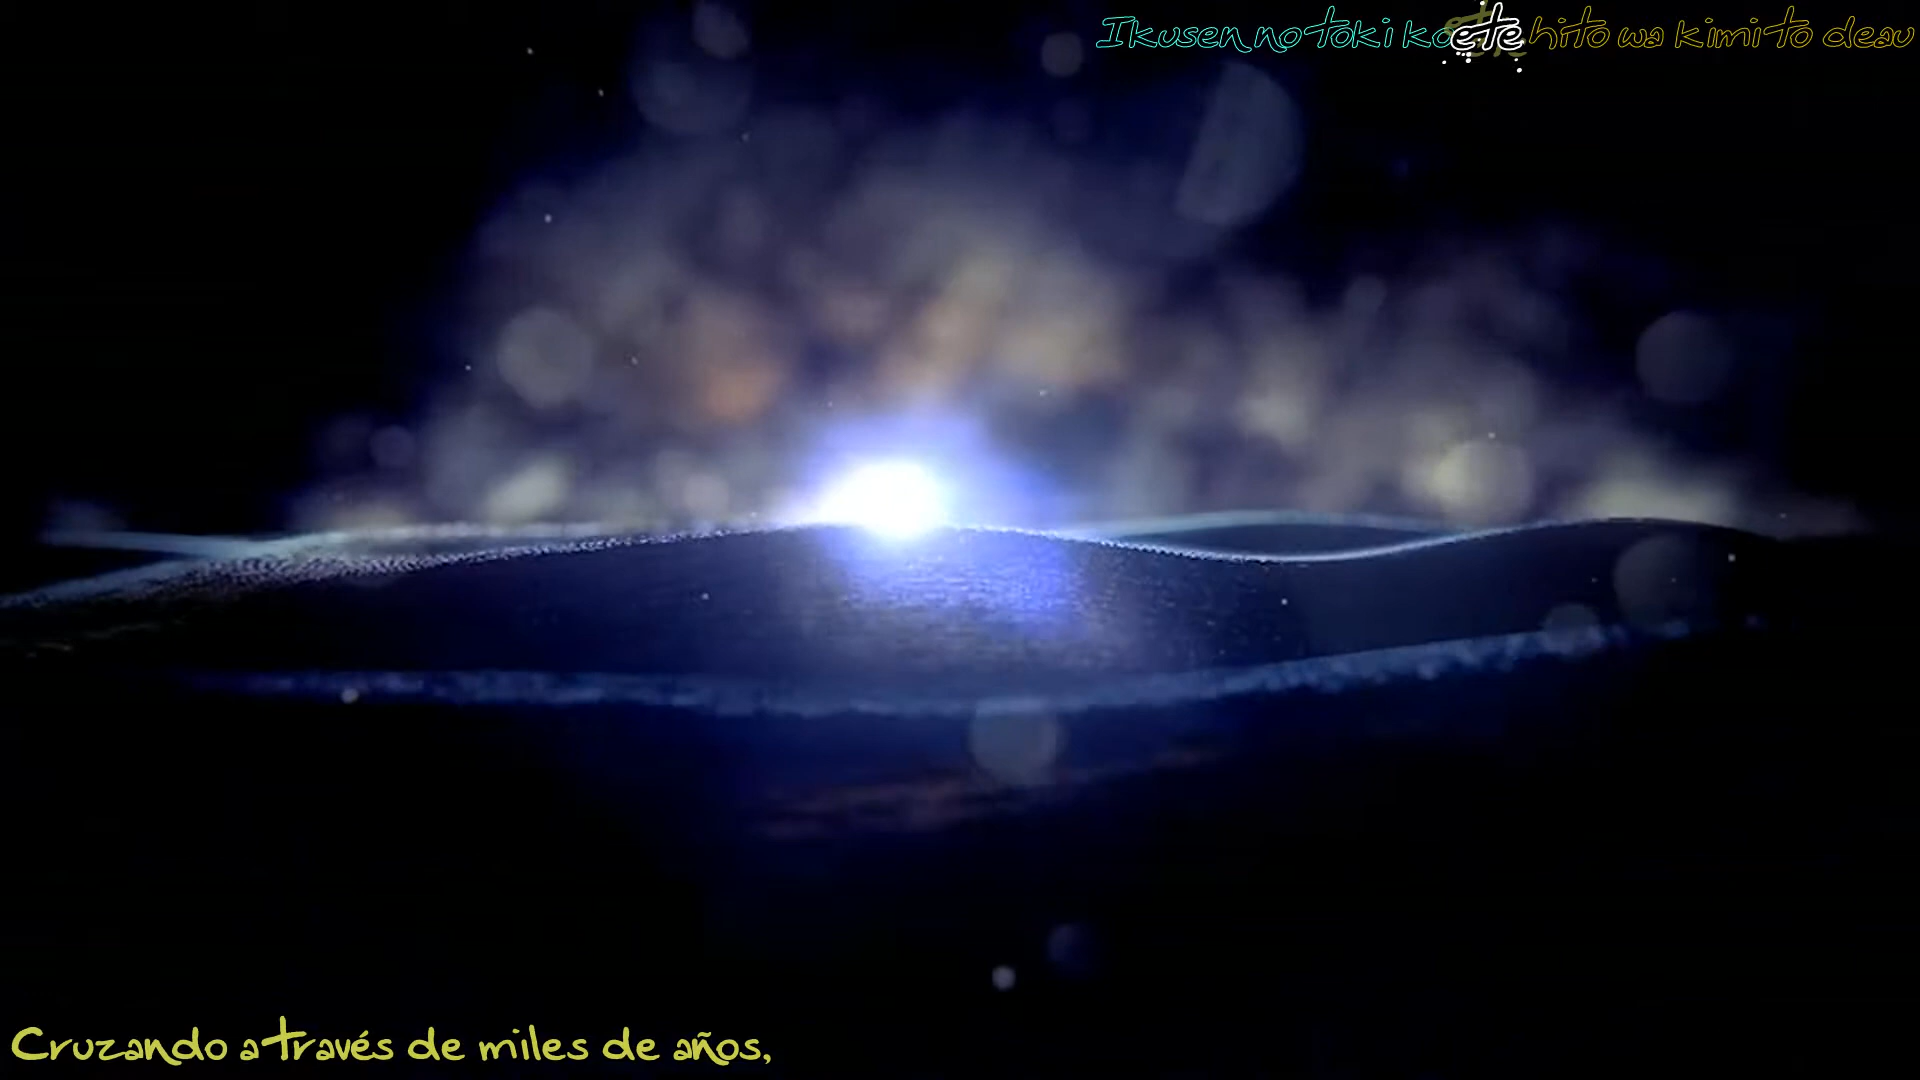 Ikusen no toki koete hito wa kimi to deau
Cruzando a través de miles de años,